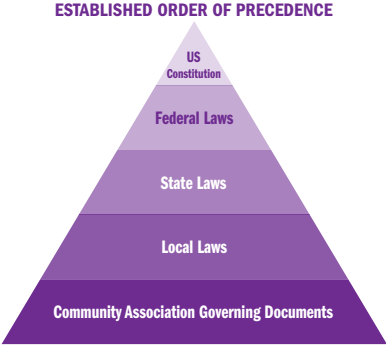 ESTABLISHED ORDER OF PRECEDENCE
US
Constitution
Federal Laws
State Laws
Local Laws
Community Association Governing Documents